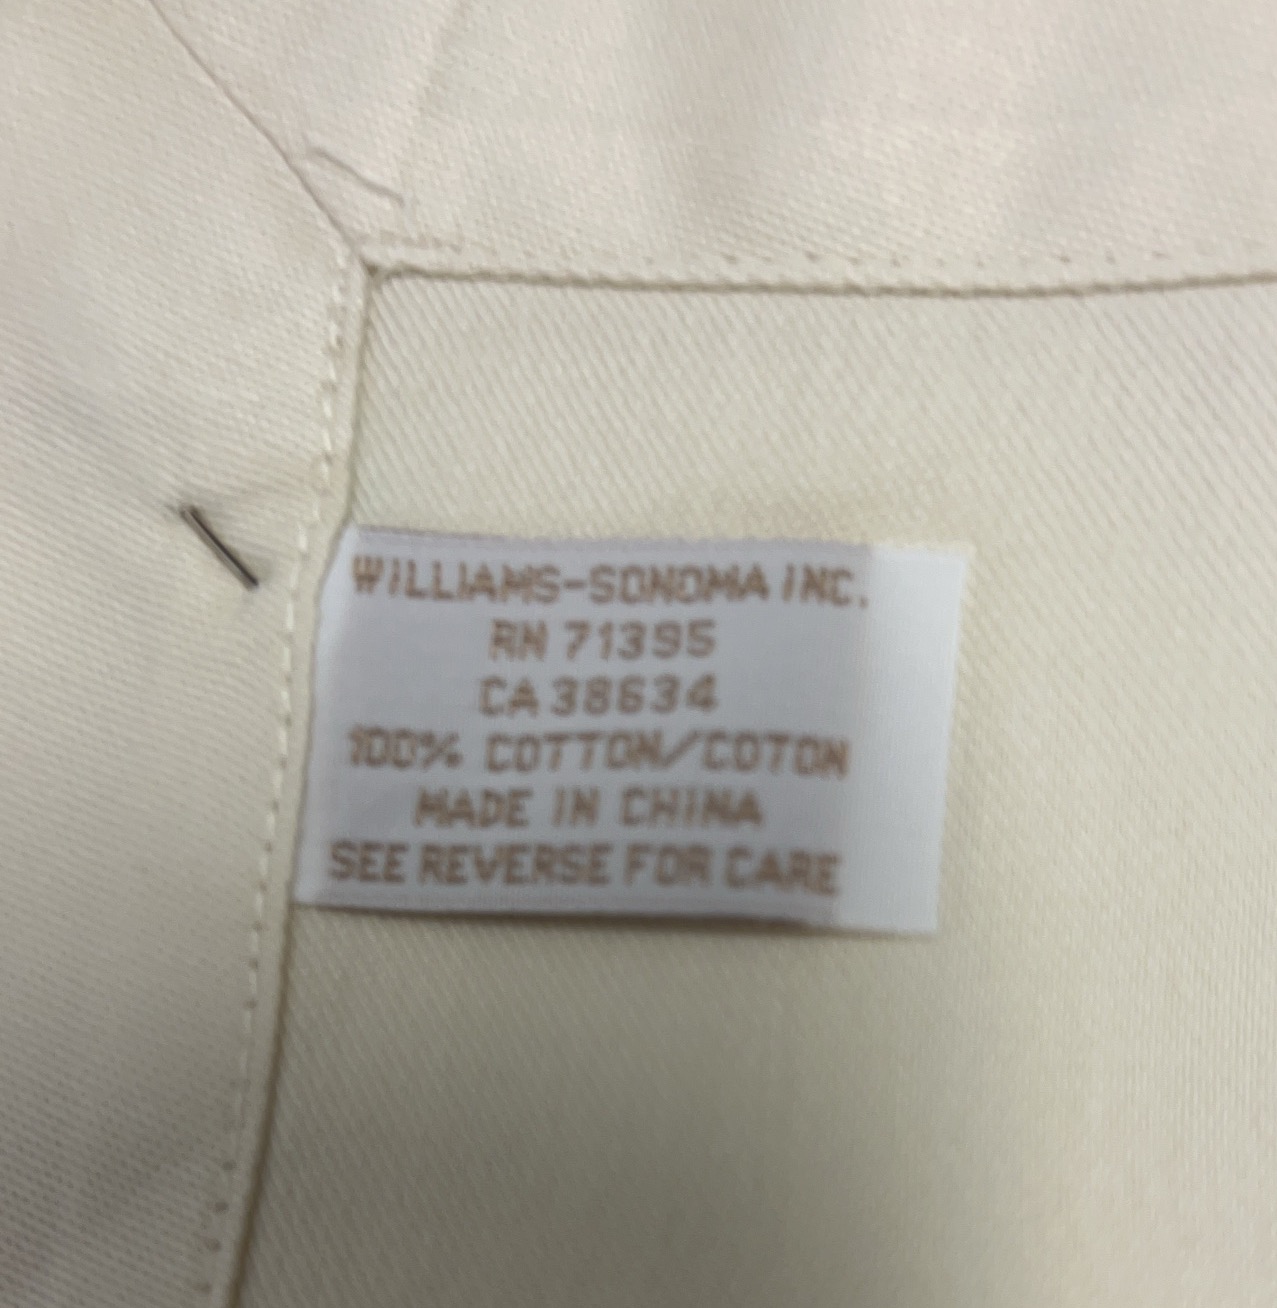 WILLIAMS-SONOMA INC.
RN 71395
CA 38634
100% COTTON/COTON
MADE IN CHINA
SEE REVERSE FOR CARE